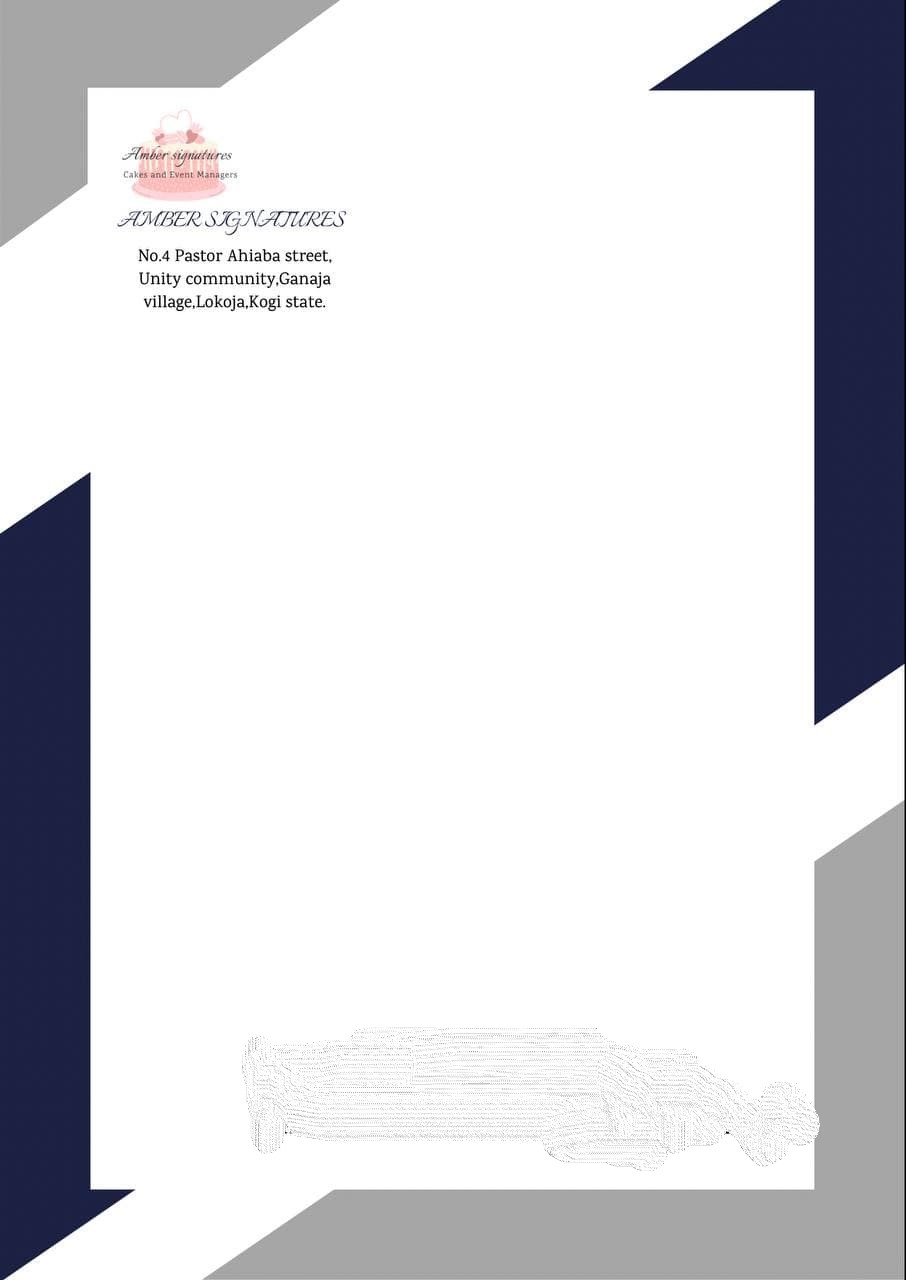 Amber signatures
Cakes and Event Managers
AMBER SIGNATURES
No.4 Pastor Ahiaba street,
Unity community,Ganaja
village,Lokoja,Kogi state.